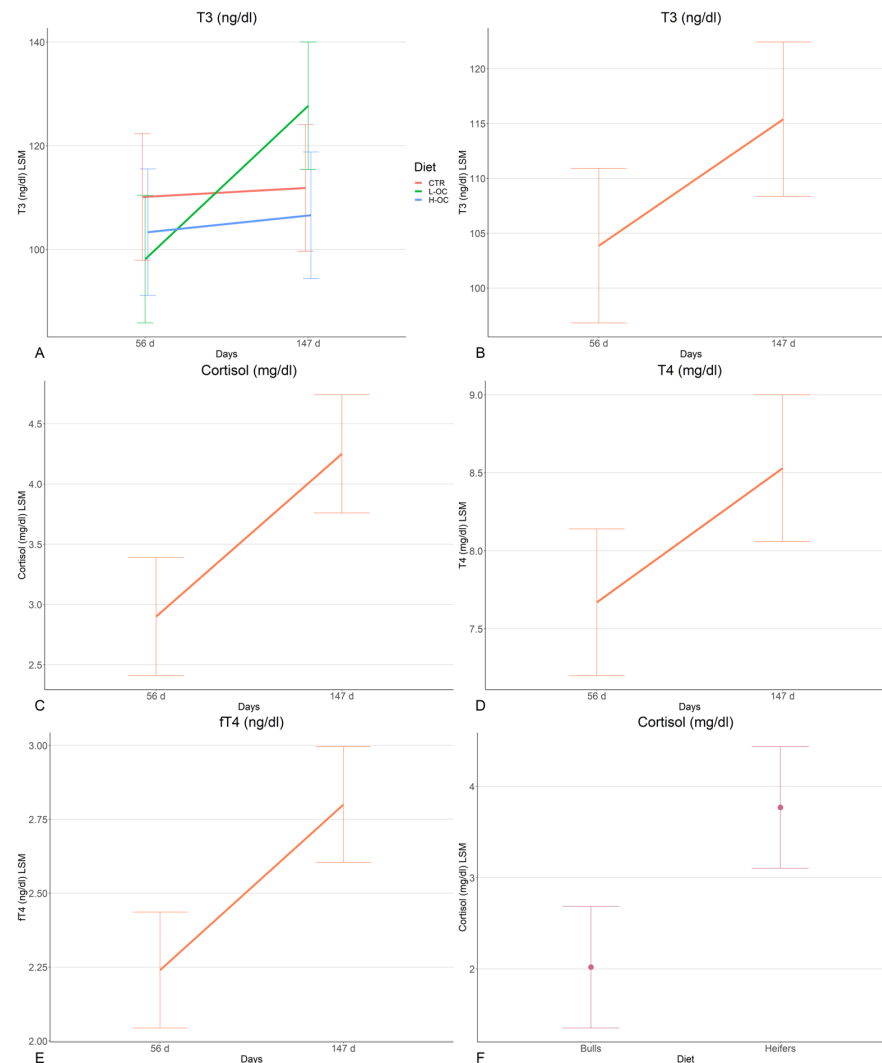 T3 (ng/dl)
140
120
100
T3 (ng/dl) LSM
56 d
147 d
Days
Diet
CTR
L-OC
H-OC
A
T3 (ng/dl)
120
115
110
105
100
T3 (ng/dl) LSM
56 d
147 d
Days
B
Cortisol (mg/dl)
4.5
4.0
3.5
3.0
2.5
Cortisol (mg/dl) LSM
56 d
147 d
Days
C
T4 (mg/dl)
9.0
8.5
8.0
7.5
T4 (mg/dl) LSM
56 d
147 d
Days
D
fT4 (ng/dl)
3.00
2.75
2.50
2.25
2.00
fT4 (ng/dl) LSM
56 d
147 d
Days
E
Cortisol (mg/dl)
4
3
2
Cortisol (mg/dl) LSM
Bulls
Heifers
Diet
F